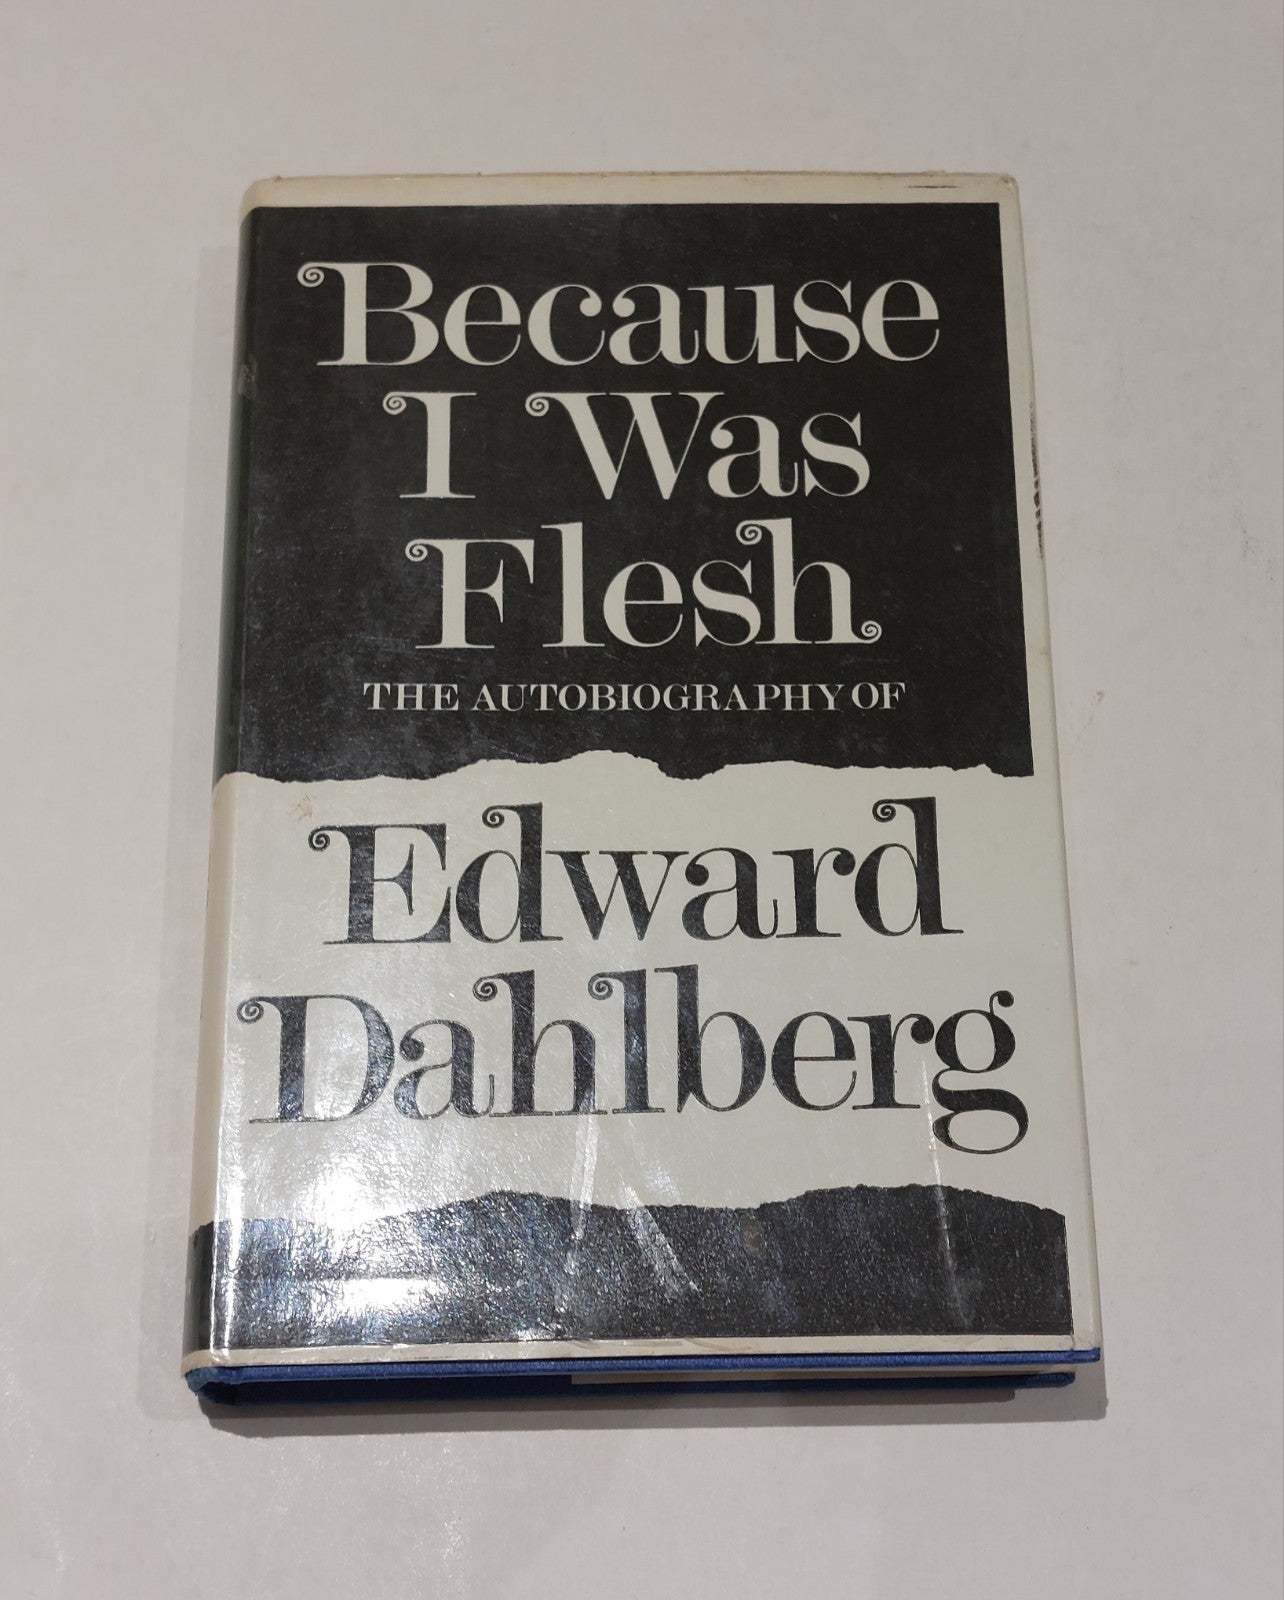 Because
I Was
Flesh
THE AUTOBIOGRAPHY OF
Edward
Dahlberg